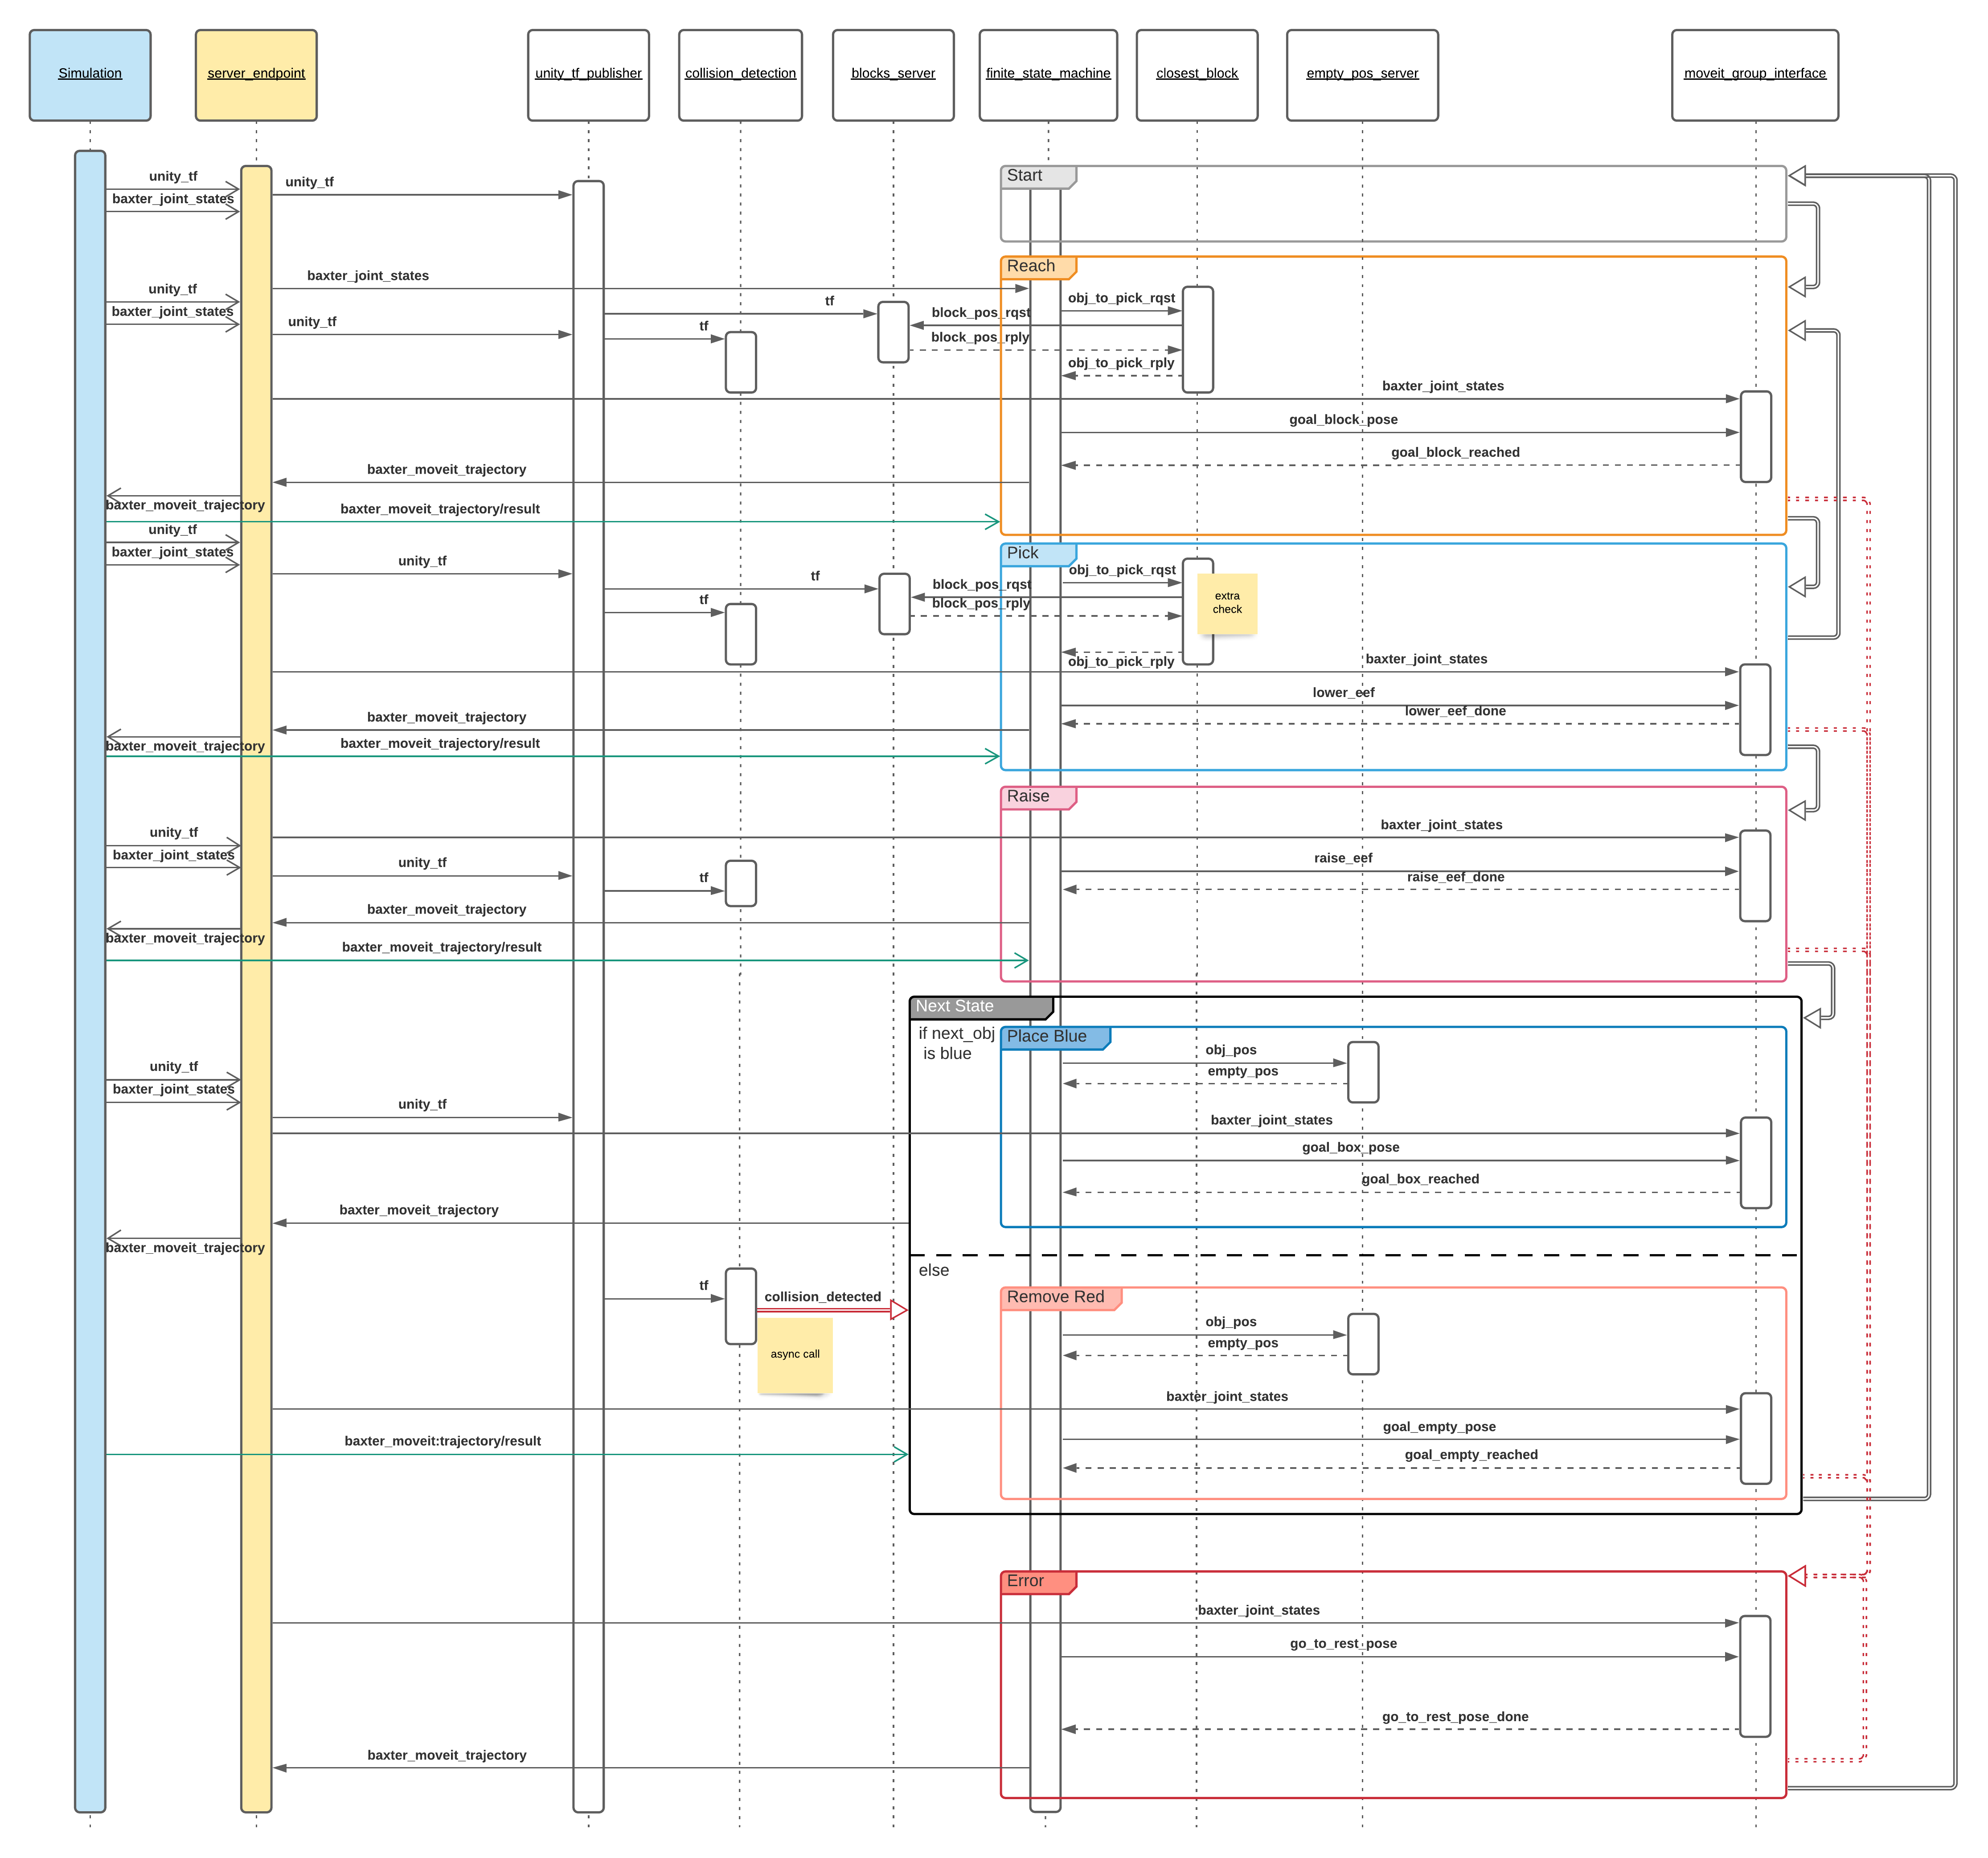 Simulation
server_endpoint
unity_tf_publisher
collision_detection
blocks_server
finite_state_machine
closest_block
empty_pos_server
moveit_group_interface
Start
unity_tf
unity_tf
baxter_joint_states
Reach
baxter_joint_states
unity_tf
obj_to_pick_rqst
tf
baxter_joint_states
block_pos_rqst
unity_tf
tf
block_pos_rply
obj_to_pick_rply
baxter_joint_states
goal_block_pose
goal_block_reached
baxter_moveit_trajectory
baxter_moveit_trajectory
baxter_moveit_trajectory/result
unity_tf
baxter_joint_states
Pick
unity_tf
obj_to_pick_rqst
tf
block_pos_rqst
extra
check
tf
block_pos_rply
obj_to_pick_rply
baxter_joint_states
lower_eef
lower_eef_done
baxter_moveit_trajectory
baxter_moveit_trajectory
baxter_moveit_trajectory/result
Raise
baxter_joint_states
unity_tf
baxter_joint_states
raise_eef
unity_tf
tf
raise_eef_done
baxter_moveit_trajectory
baxter_moveit_trajectory
baxter_moveit_trajectory/result
Next State
if next_obj
is blue
Place Blue
obj_pos
unity_tf
empty_pos
baxter_joint_states
unity_tf
baxter_joint_states
goal_box_pose
goal_box_reached
baxter_moveit_trajectory
baxter_moveit_trajectory
else
tf
collision_detected
Remove Red
obj_pos
empty_pos
async call
baxter_joint_states
goal_empty_pose
baxter_moveit:trajectory/result
goal_empty_reached
Error
baxter_joint_states
go_to_rest_pose
go_to_rest_pose_done
baxter_moveit_trajectory